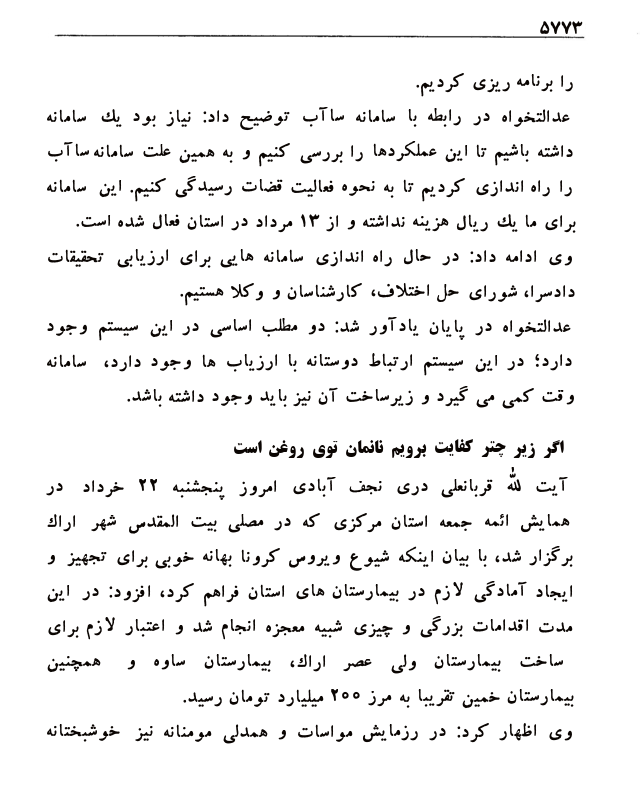 ۵۷۷۳
را برنامه ریزی کردیم.
عدالتخواه در رابطه با سامانه ساآب توضیح داد: نیاز بود یك سامانه
داشته باشیم تا این عملکردها را بررسی کنیم و به همین علت سامانه ساآب
را راه اندازی کردیم تا به نحوه فعالیت قضات رسیدگی کنیم. این سامانه
برای ما یك ریال هزینه نداشته و از ۱۳ مرداد در استان فعال شده است.
وی ادامه داد: در حال راه اندازی سامانه هایی برای ارزیابی تحقیقات
دادسرا، شورای حل اختلاف، کارشناسان و وکلا هستیم.
عدالتخواه در پایان یادآور شد: دو مطلب اساسی در این سیستم وجود
دارد؛ در این سیستم ارتباط دوستانه با ارزیاب ها وجود دارد، سامانه
وقت کمی می گیرد و زیرساخت آن نیز باید وجود داشته باشد.
اگر زیر چتر کفایت برویم نانمان توی روغن است
آیت لله قربانعلی دری نجف آبادی امروز پنجشنبه ۲۲ خرداد در
همایش ائمه جمعه استان مرکزی که در مصلی بیت المقدس شهر اراك
برگزار شد، با بیان اینکه شیوع ویروس کرونا بهانه خوبی برای تجهیز و
ایجاد آمادگی لازم در بیمارستان های استان فراهم کرد، افزود: در این
مدت اقدامات بزرگی و چیزی شبیه معجزه انجام شد و اعتبار لازم برای
ساخت بیمارستان ولی عصر اراك، بیمارستان ساوه و همچنین
بیمارستان خمین تقریبا به مرز ۲۰۰ میلیارد تومان رسید.
وی اظهار کرد: در رزمایش مواسات و همدلی مومنانه نیز خوشبختانه